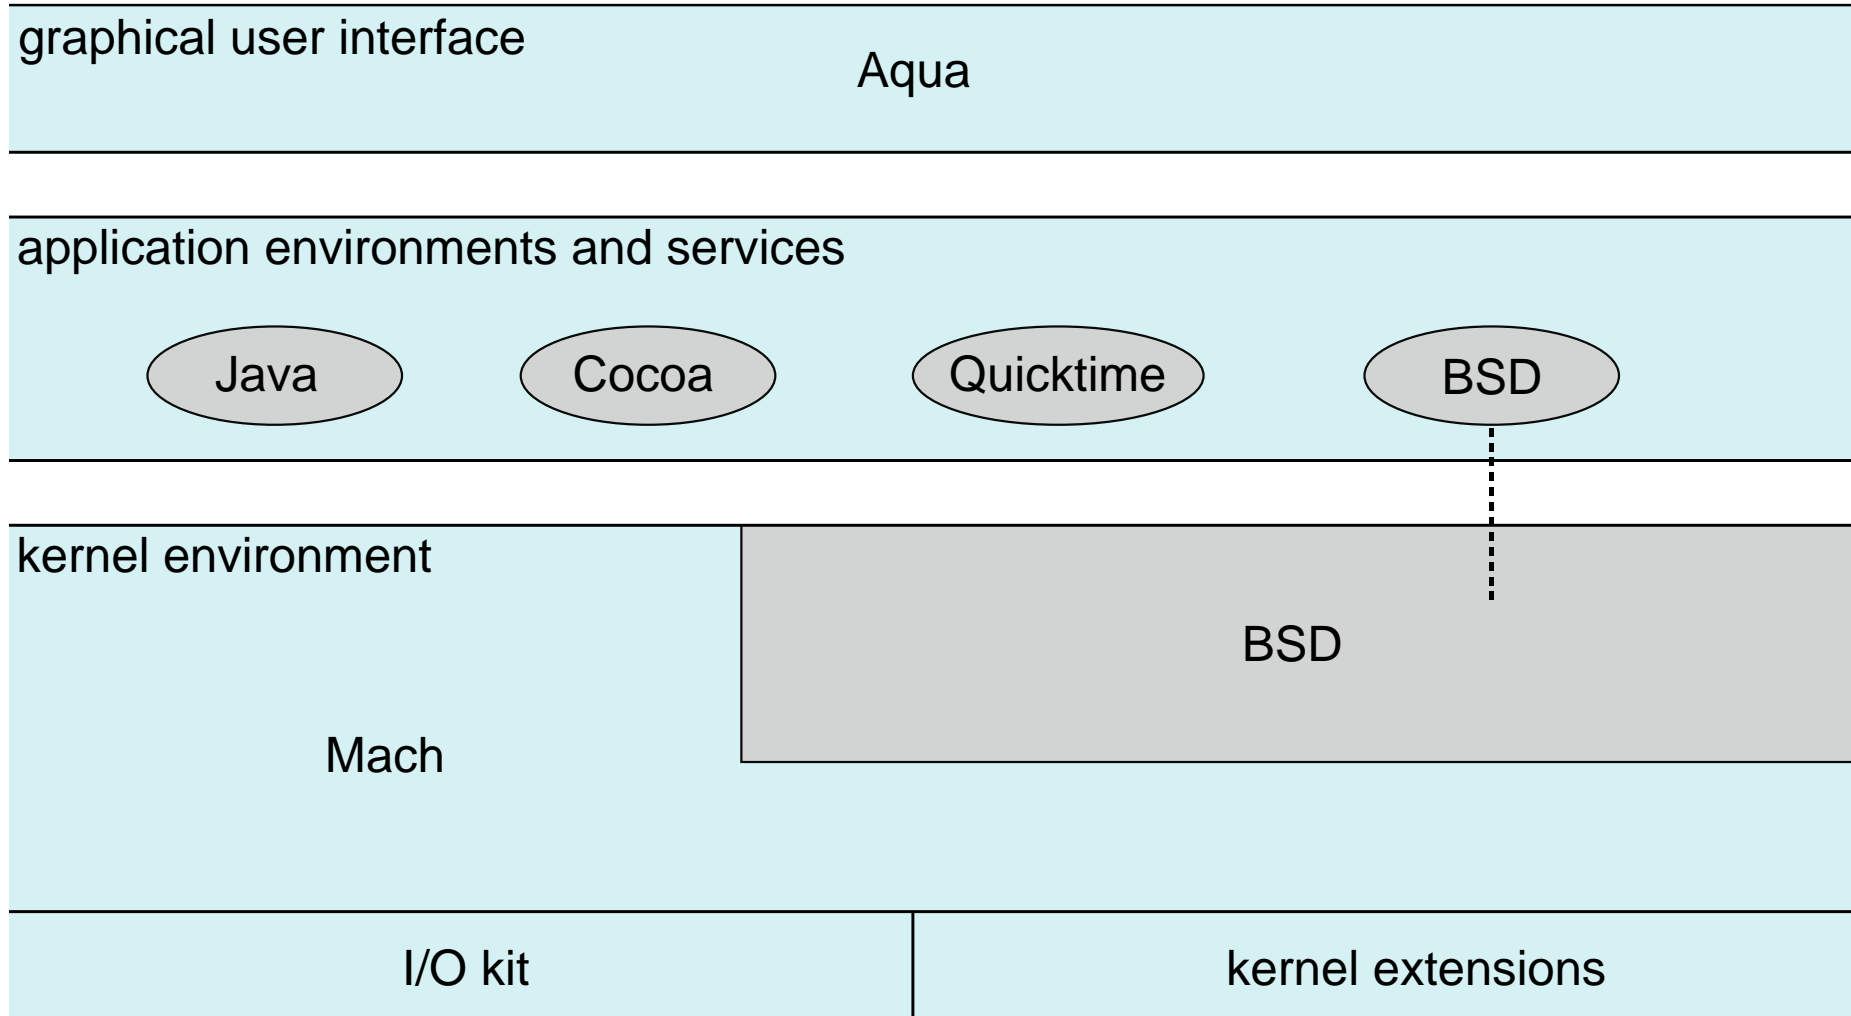 graphical user interface
Aqua
application environments and services
Java
Cocoa
Quicktime
BSD
kernel environment
BSD
Mach
I/O kit
kernel extensions